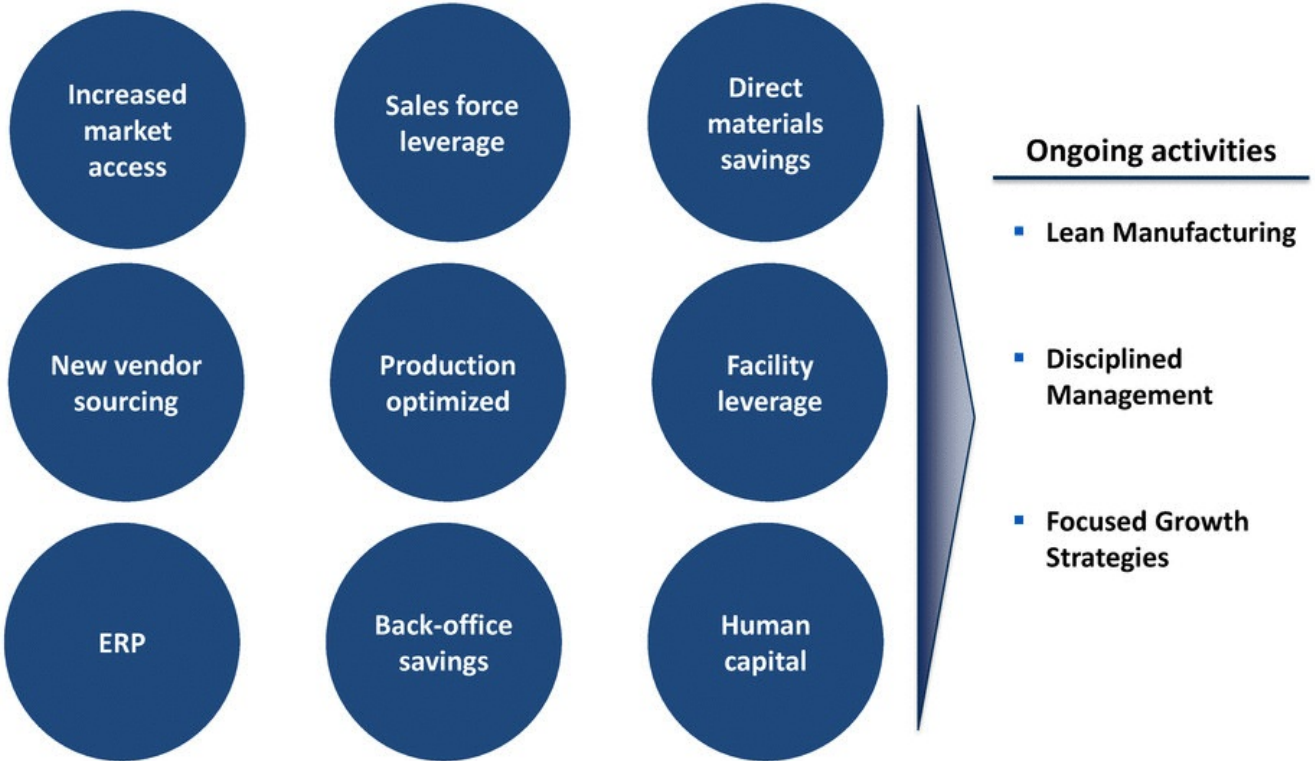 Increased
market
access
Sales force
leverage
Direct
materials
savings
New vendor
sourcing
Production
optimized
Facility
leverage
ERP
Back-office
savings
Human
capital
Ongoing activities
Lean Manufacturing
Disciplined
Management
Focused Growth
Strategies